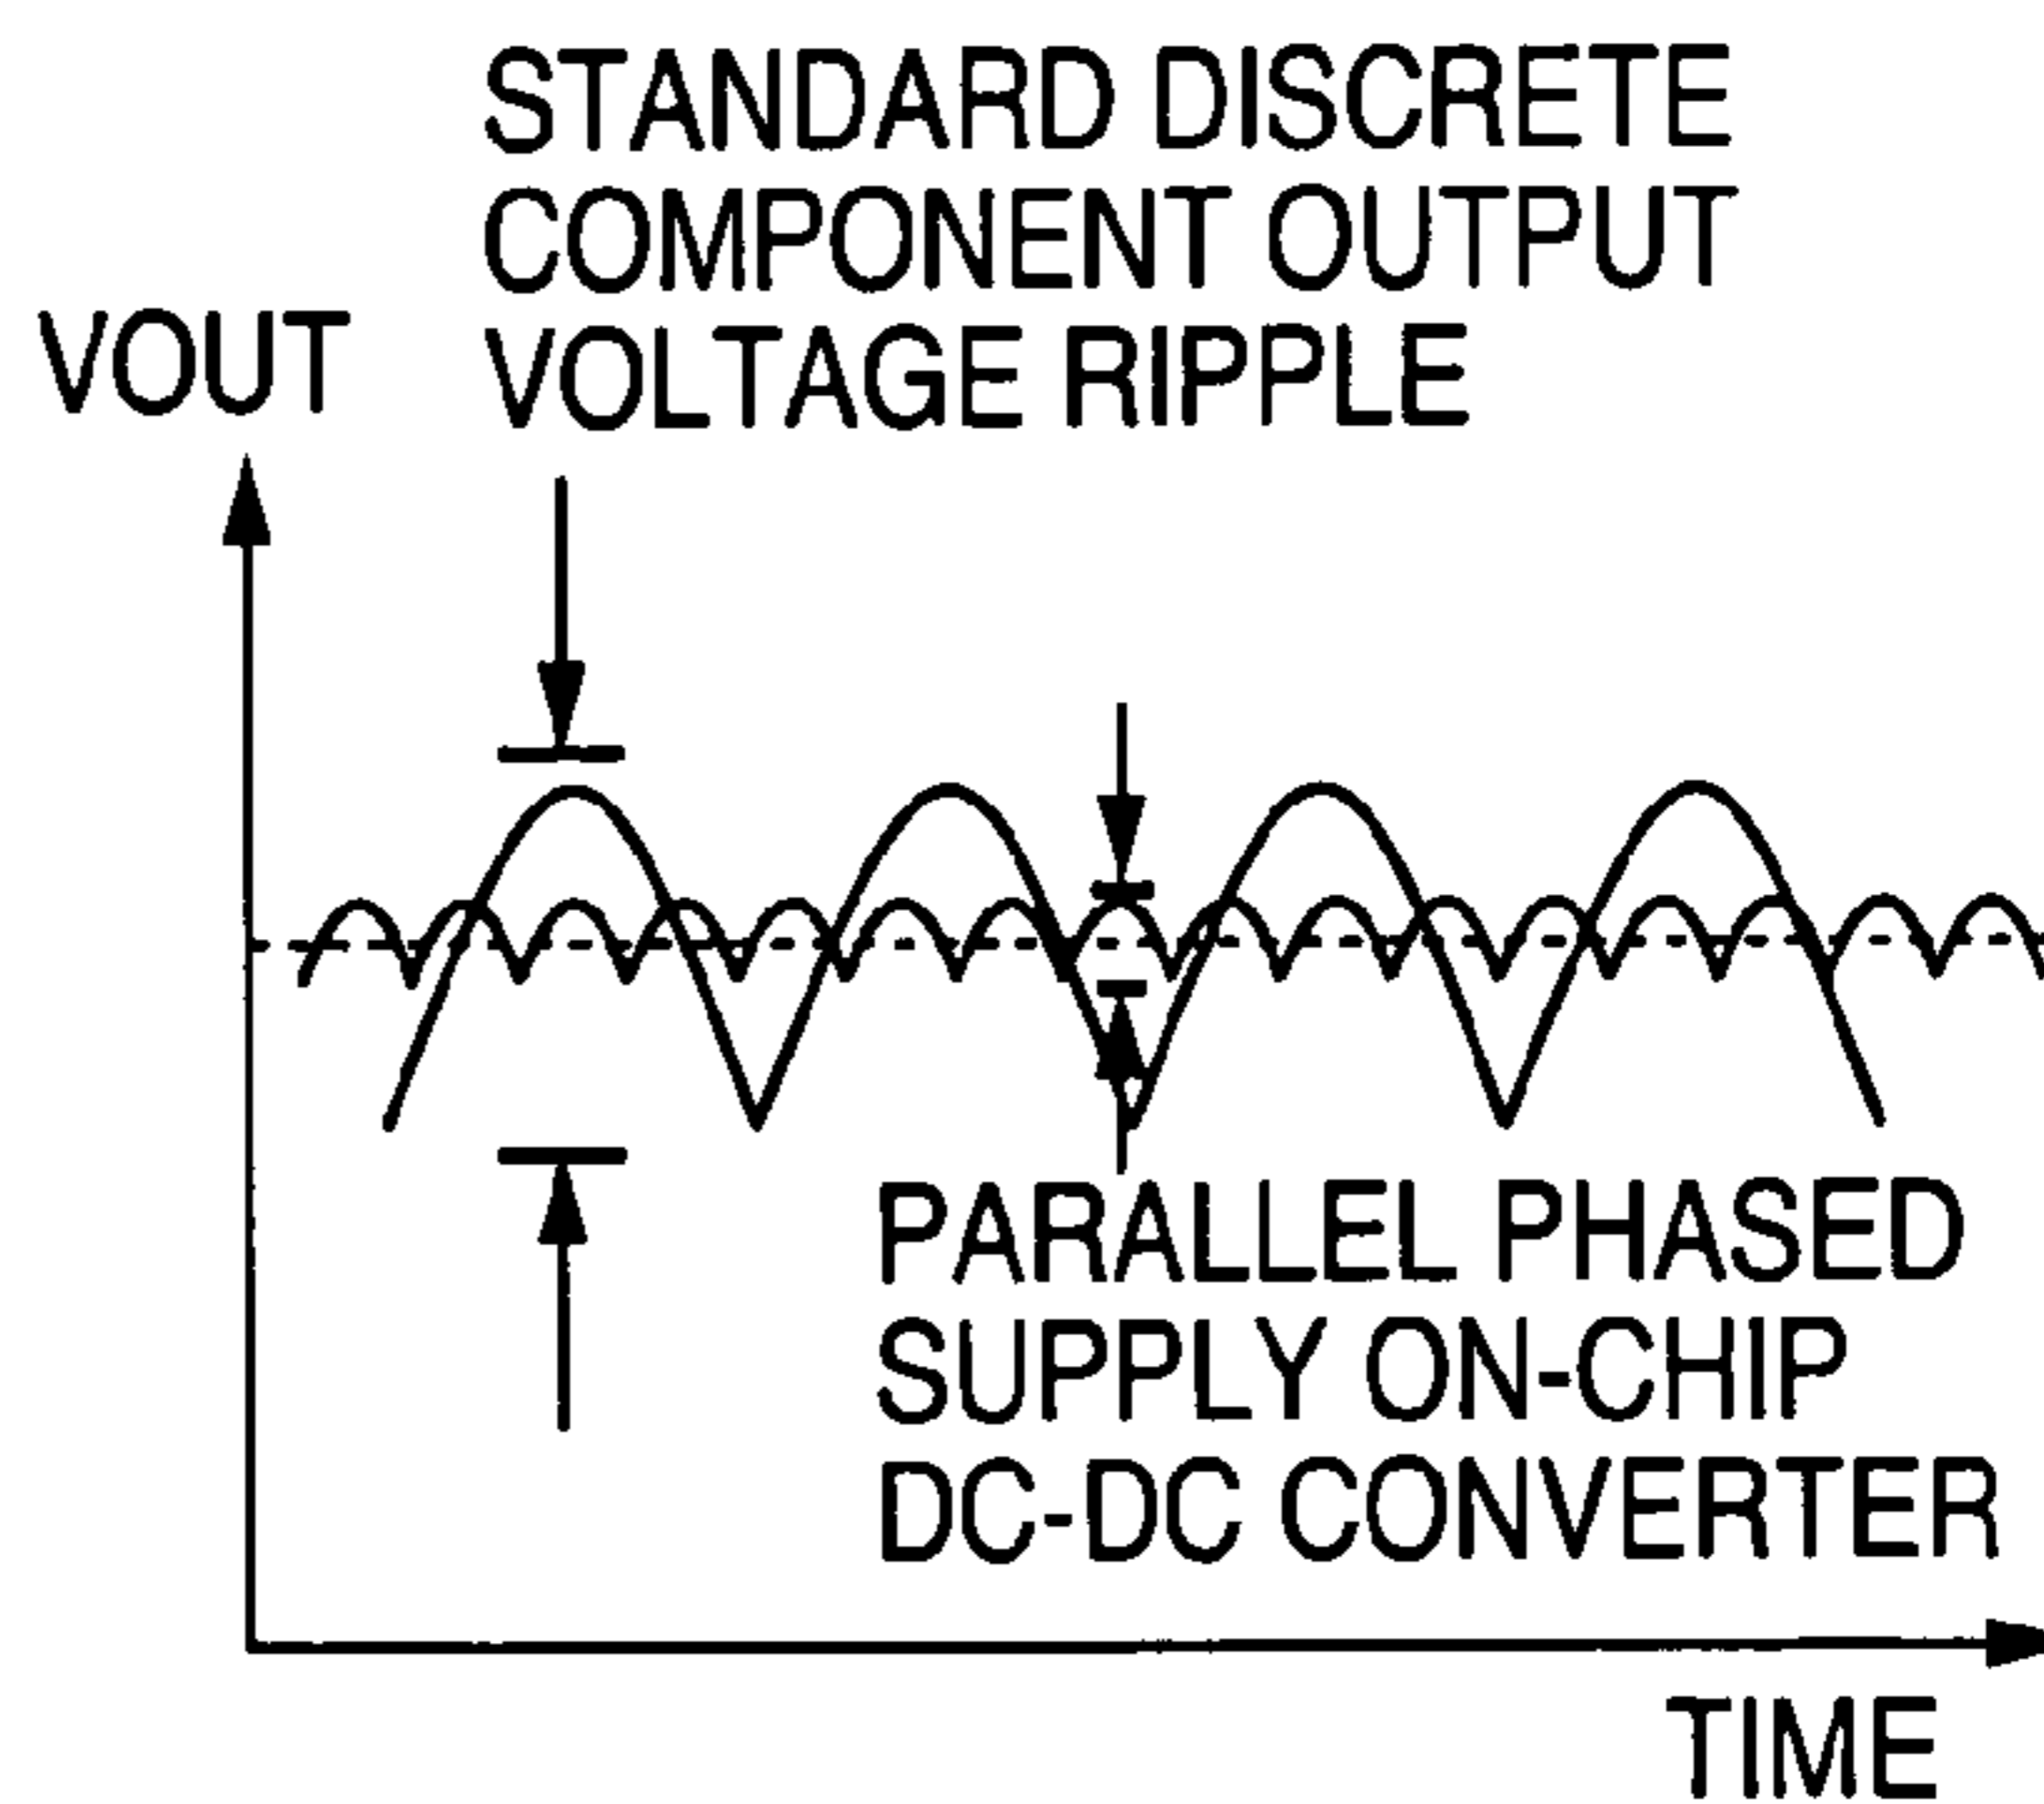 STANDARD DISCRETE
COMPONENT OUTPUT
VOLTAGE RIPPLE
VOUT
PARALLEL PHASED
SUPPLY ON-CHIP
DC-DC CONVERTER
TIME